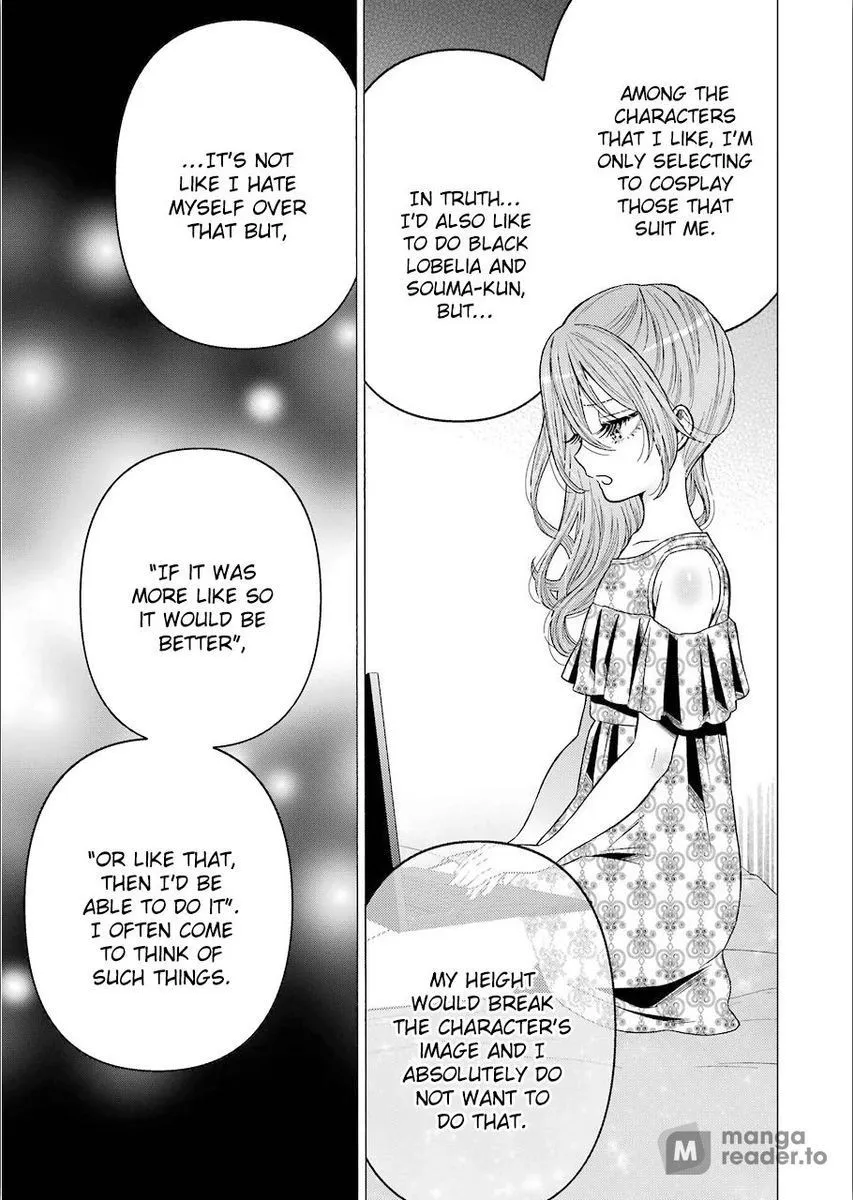 AMONG THE
CHARACTERS
THAT I LIKE, I'M
ONLY SELECTING
TO COSPLAY
THOSE THAT
SUIT ME.
IN TRUTH...
I'D ALSO LIKE
TO DO BLACK
LOBELIA AND
SOUMA-KUN,
BUT...
MY HEIGHT
WOULD BREAK
THE CHARACTER'S
IMAGE AND I
ABSOLUTELY DO
NOT WANT TO
DO THAT.
...IT'S NOT
LIKE I HATE
MYSELF OVER
THAT BUT,
"IF IT WAS
MORE LIKE SO
IT WOULD BE
BETTER",
"OR LIKE THAT,
THEN I'D BE
ABLE TO DO IT".
I OFTEN COME
TO THINK OF
SUCH THINGS.
M manga
reader.to